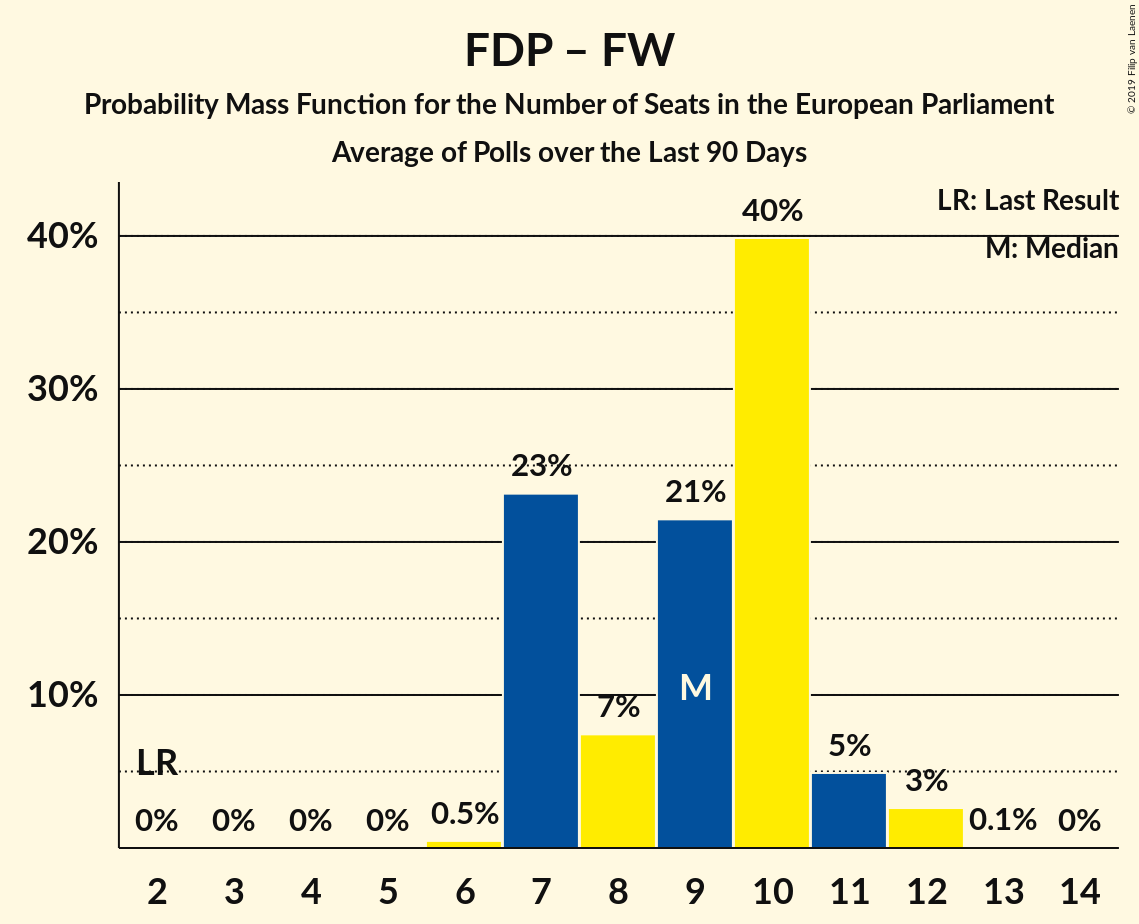 FDP – FW
Probability Mass Function for the Number of Seats in the European Parliament
Average of Polls over the Last 90 Days
© 2019 Filip van Laenen
LR: Last Result
M: Median
40%
30%
20%
10%
LR
0%
0%
0%
0%
0.5%
23%
7%
21%
M
40%
5%
3%
0.1%
0%
2 3 4 5 6 7 8 9 10 11 12 13 14